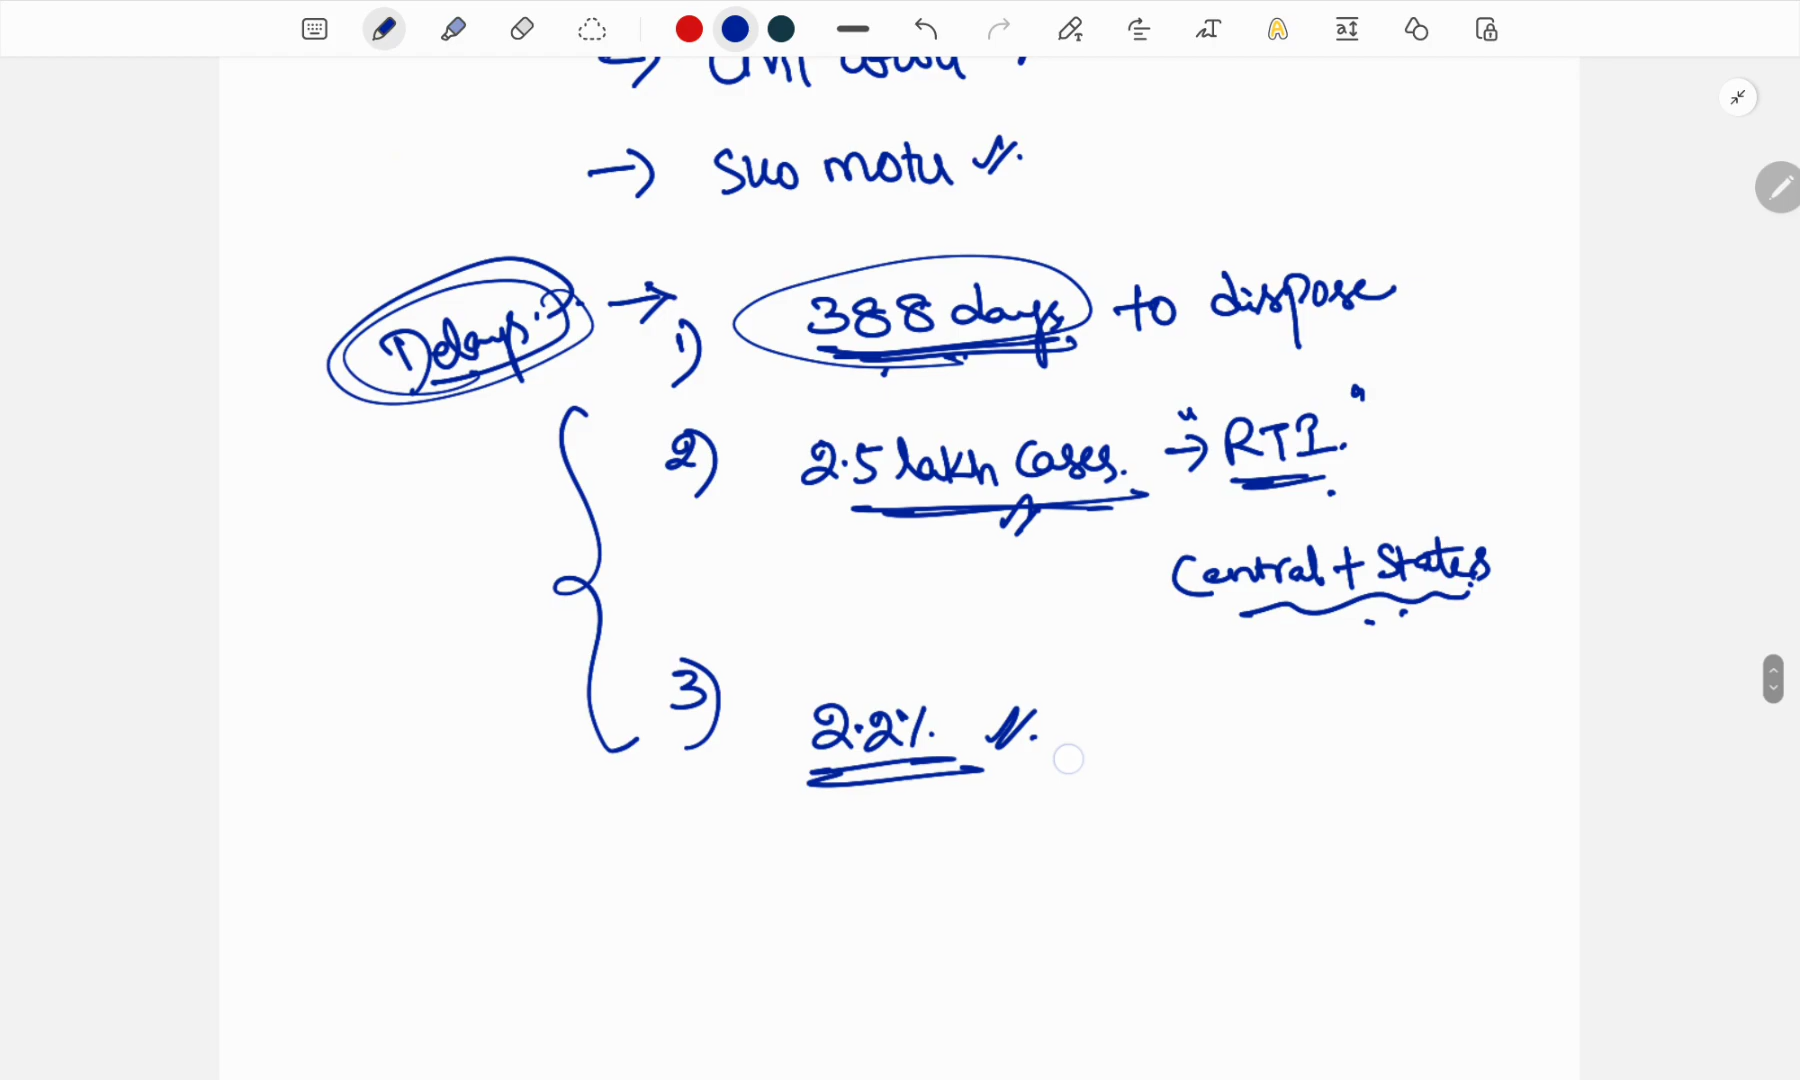 → Suo motu
Delays → 1) 388 days to dispose
2) 2.5 lakh Cases. → "RTI."
Central + States
3) 2.2%